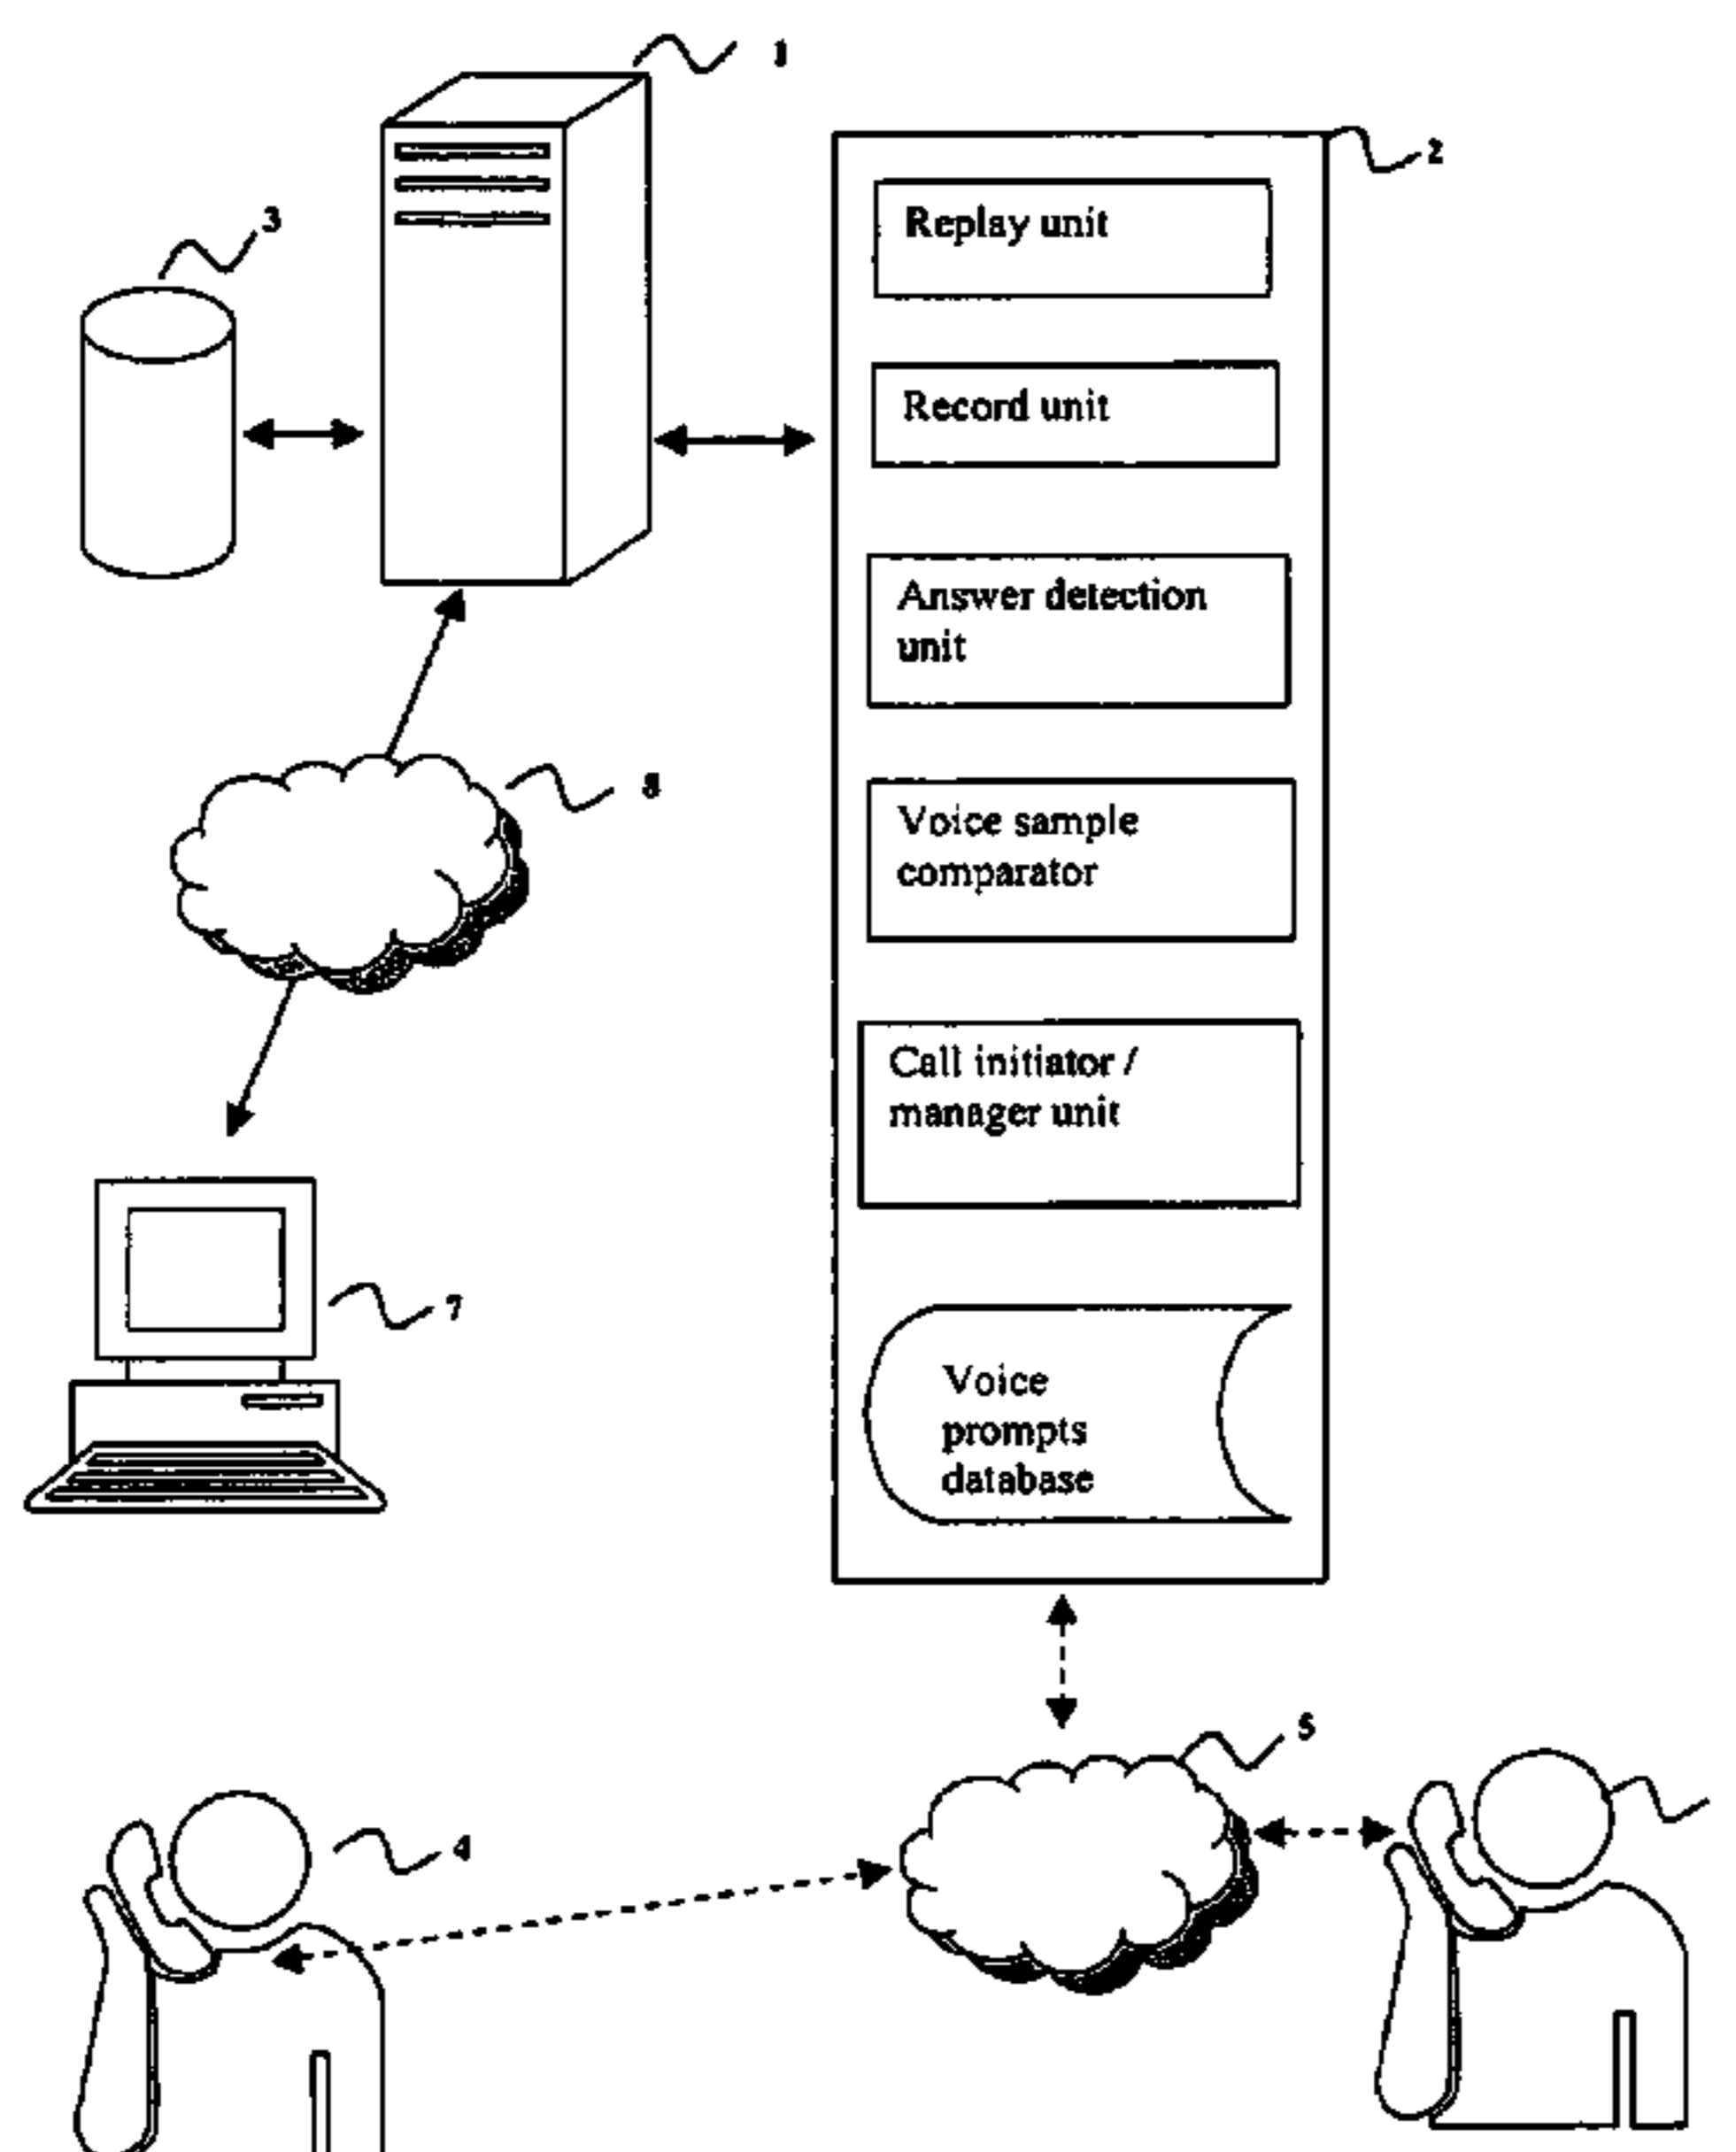 1
2
3
Replay unit
Record unit
Answer detection
unit
Voice sample
comparator
8
Call initiator /
manager unit
7
Voice
prompts
database
5
4